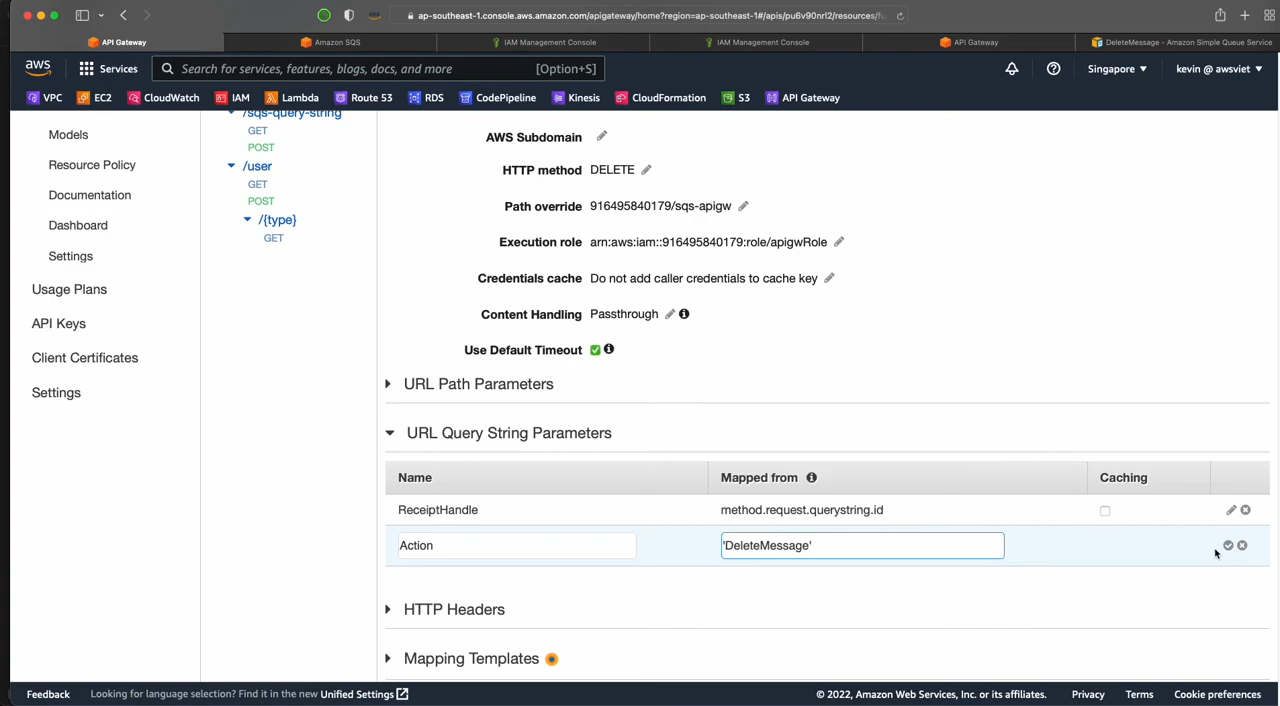 ap-southeast-1.console.aws.amazon.com/apigateway/home?region=ap-southeast-1#/apis/pu6v90nrl2/resources/
API Gateway
Amazon SQS
IAM Management Console
IAM Management Console
API Gateway
DeleteMessage - Amazon Simple Queue Service
aws
Services
Search for services, features, blogs, docs, and more
[Option+S]
Singapore
kevin @ awsviet
VPC
EC2
CloudWatch
IAM
Lambda
Route 53
RDS
CodePipeline
Kinesis
CloudFormation
S3
API Gateway
Models
Resource Policy
Documentation
Dashboard
Settings
Usage Plans
API Keys
Client Certificates
Settings
/sqs-query-string
GET
POST
/user
GET
POST
/{type}
GET
AWS Subdomain
HTTP method DELETE
Path override 916495840179/sqs-apigw
Execution role arn:aws:iam::916495840179:role/apigwRole
Credentials cache Do not add caller credentials to cache key
Content Handling Passthrough
Use Default Timeout
URL Path Parameters
URL Query String Parameters
Name Mapped from Caching
ReceiptHandle method.request.querystring.id
Action 'DeleteMessage'
HTTP Headers
Mapping Templates
Feedback
Looking for language selection? Find it in the new Unified Settings
© 2022, Amazon Web Services, Inc. or its affiliates.
Privacy
Terms
Cookie preferences